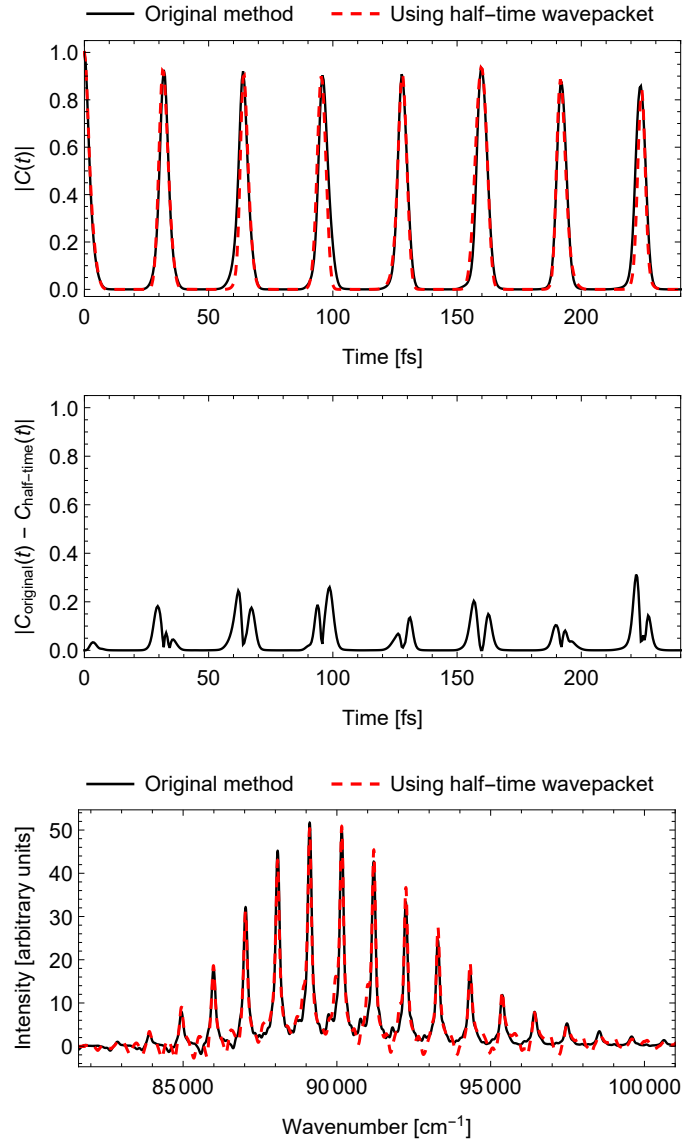 Original method Using half-time wavepacket
1.0
0.8
0.6
0.4
0.2
0.0
|C(t)|
0 50 100 150 200
Time [fs]
1.0
0.8
0.6
0.4
0.2
0.0
|Coriginal(t) − Chalf-time(t)|
0 50 100 150 200
Time [fs]
Original method Using half-time wavepacket
50
40
30
20
10
0
Intensity [arbitrary units]
85 000 90 000 95 000 100 000
Wavenumber [cm⁻¹]